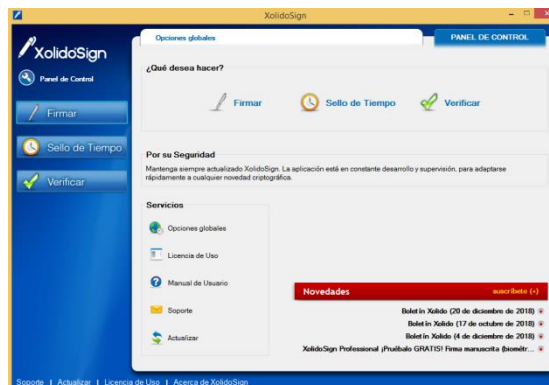 XolidoSign
XolidoSign
Panel de Control
Firmar
Sello de Tiempo
Verificar
Opciones globales
PANEL DE CONTROL
¿Qué desea hacer?
Firmar
Sello de Tiempo
Verificar
Por su Seguridad
Mantenga siempre actualizado XolidoSign. La aplicación está en constante desarrollo y supervisión, para adaptarse
rápidamente a cualquier novedad criptográfica.
Servicios
Opciones globales
Licencia de Uso
Manual de Usuario
Soporte
Actualizar
Novedades
suscríbete (+)
Boletín Xolido (20 de diciembre de 2018)
Boletín Xolido (17 de octubre de 2018)
Boletín Xolido (4 de diciembre de 2018)
XolidoSign Professional ¡Pruébalo GRATIS! Firma manuscrita (biométr...
Soporte | Actualizar | Licencia de Uso | Acerca de XolidoSign